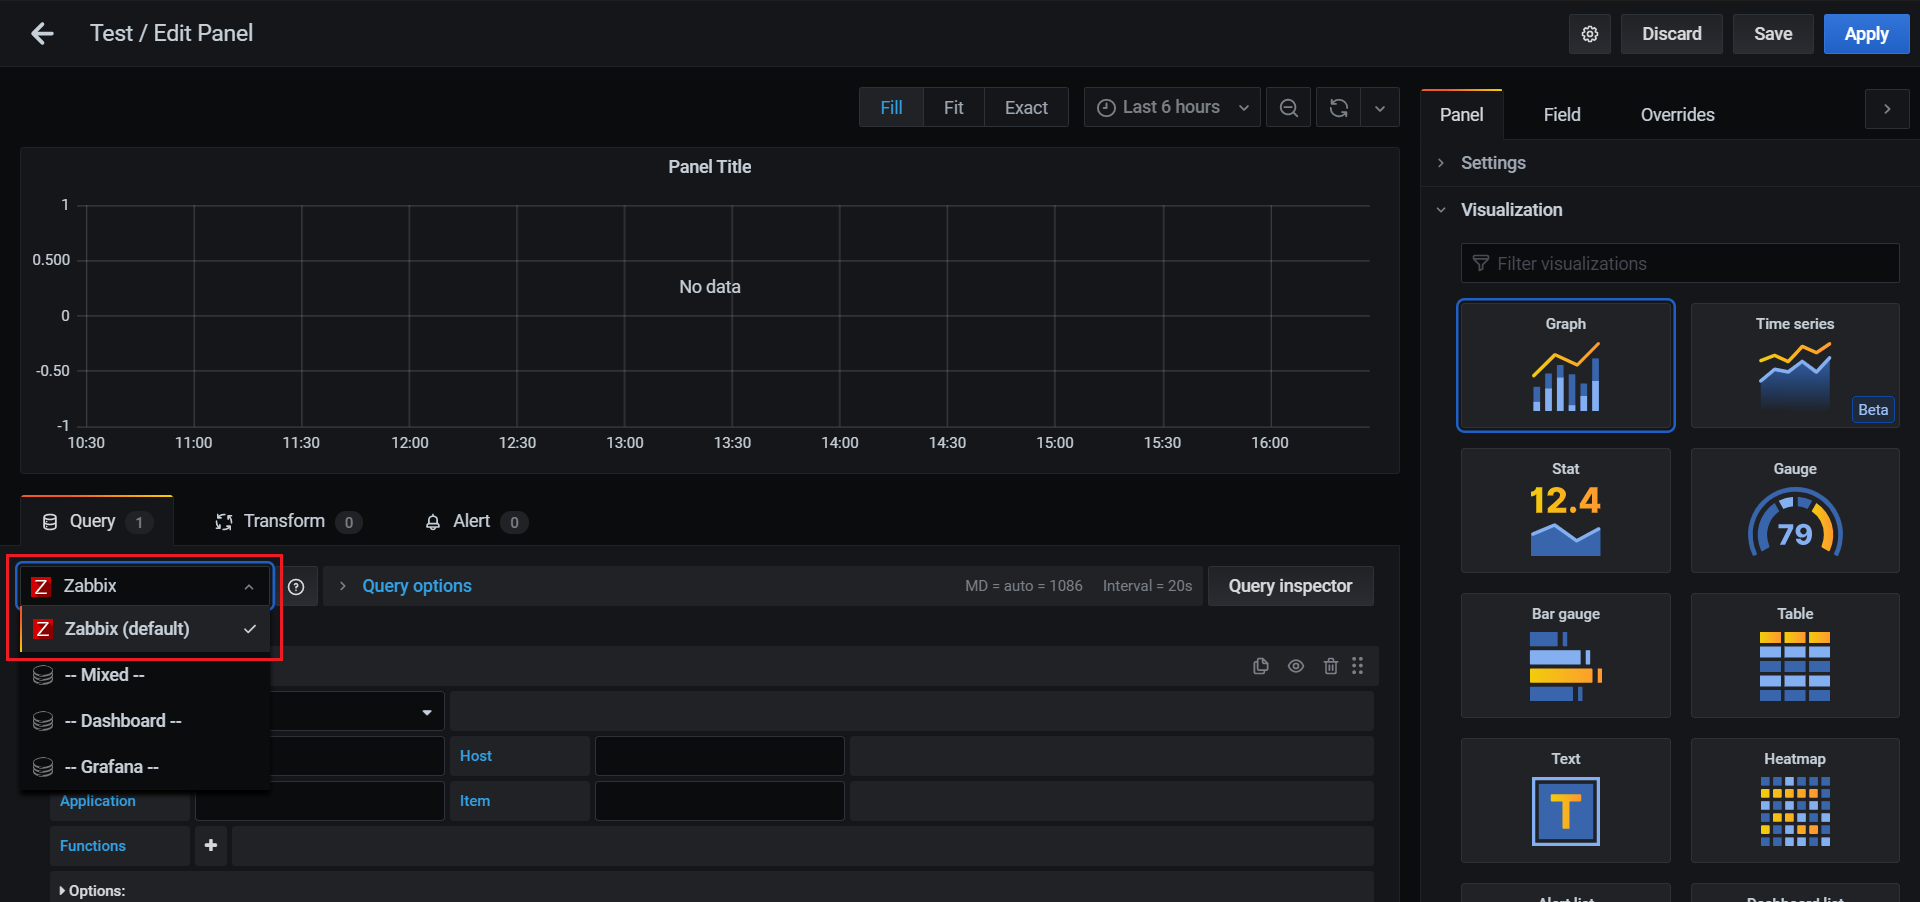 Test / Edit Panel
Discard
Save
Apply
Fill
Fit
Exact
Last 6 hours
Panel
Field
Overrides
Panel Title
1
0.500
0
-0.50
-1
No data
10:30
11:00
11:30
12:00
12:30
13:00
13:30
14:00
14:30
15:00
15:30
16:00
Query 1
Transform 0
Alert 0
Z Zabbix
Query options
MD = auto = 1086
Interval = 20s
Query inspector
Z Zabbix (default)
-- Mixed --
-- Dashboard --
-- Grafana --
Host
Application
Item
Functions
Options:
Settings
Visualization
Filter visualizations
Graph
Time series
Beta
Stat
12.4
Gauge
79
Bar gauge
Table
Text
T
Heatmap
Alert list
Dashboard list